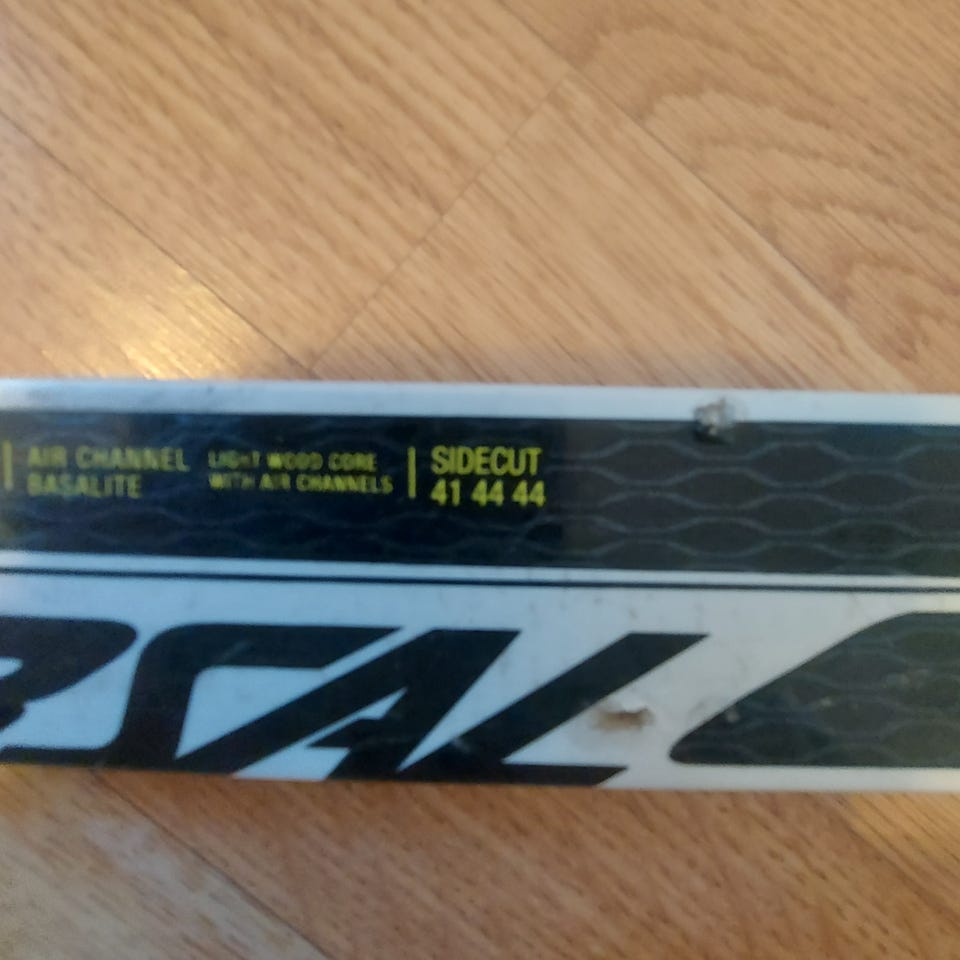 AIR CHANNEL
BASALITE
LIGHT WOOD CORE
WITH AIR CHANNELS
SIDECUT
41 44 44